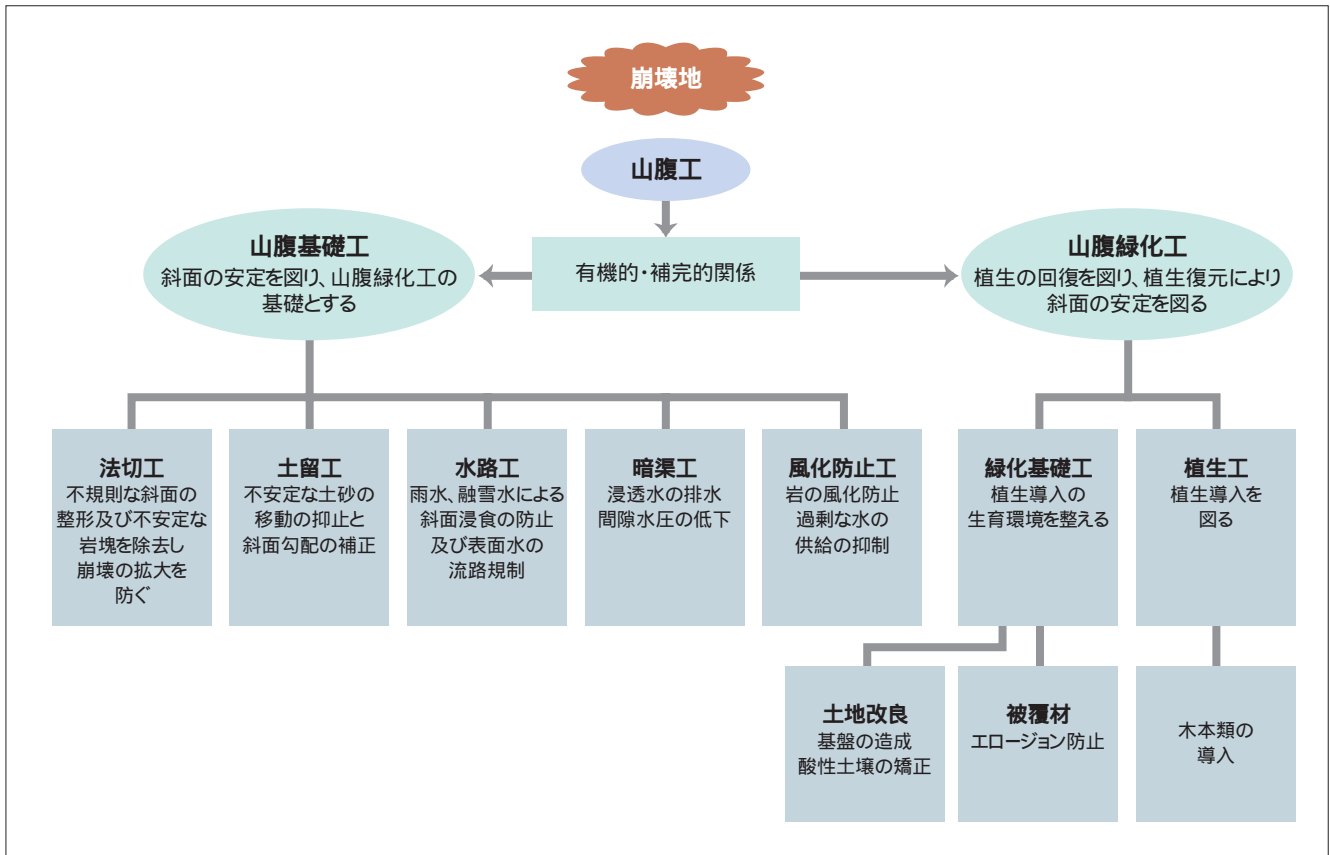 崩壊地
山腹工
山腹基礎工
斜面の安定を図り、山腹緑化工の
基礎とする
有機的・補完的関係
山腹緑化工
植生の回復を図り、植生復元により
斜面の安定を図る
法切工
不規則な斜面の
整形及び不安定な
岩塊を除去し
崩壊の拡大を
防ぐ
土留工
不安定な土砂の
移動の抑止と
斜面勾配の補正
水路工
雨水、融雪水による
斜面浸食の防止
及び表面水の
流路規制
暗渠工
浸透水の排水
間隙水圧の低下
風化防止工
岩の風化防止
過剰な水の
供給の抑制
緑化基礎工
植生導入の
生育環境を整える
植生工
植生導入を
図る
土地改良
基盤の造成
酸性土壌の矯正
被覆材
エロージョン防止
木本類の
導入